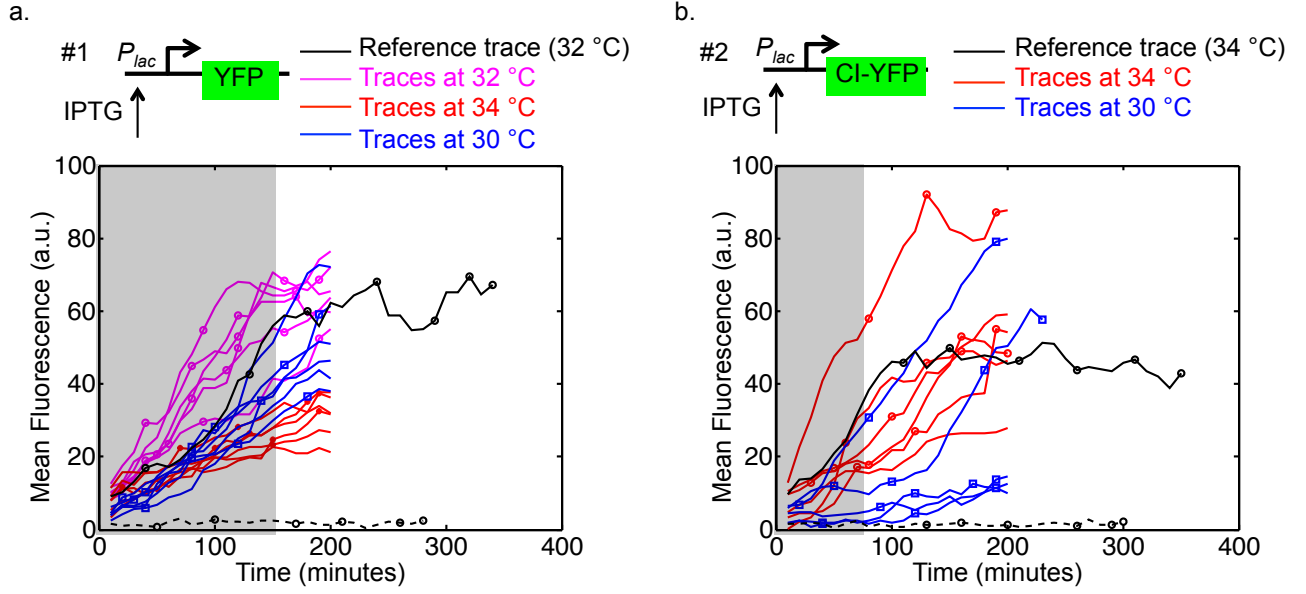 a.
#1
P_lac
YFP
IPTG
Reference trace (32 °C)
Traces at 32 °C
Traces at 34 °C
Traces at 30 °C
Mean Fluorescence (a.u.)
100
80
60
40
20
0
0 100 200 300 400
Time (minutes)
b.
#2
P_lac
CI-YFP
IPTG
Reference trace (34 °C)
Traces at 34 °C
Traces at 30 °C
Mean Fluorescence (a.u.)
100
80
60
40
20
0
0 100 200 300 400
Time (minutes)